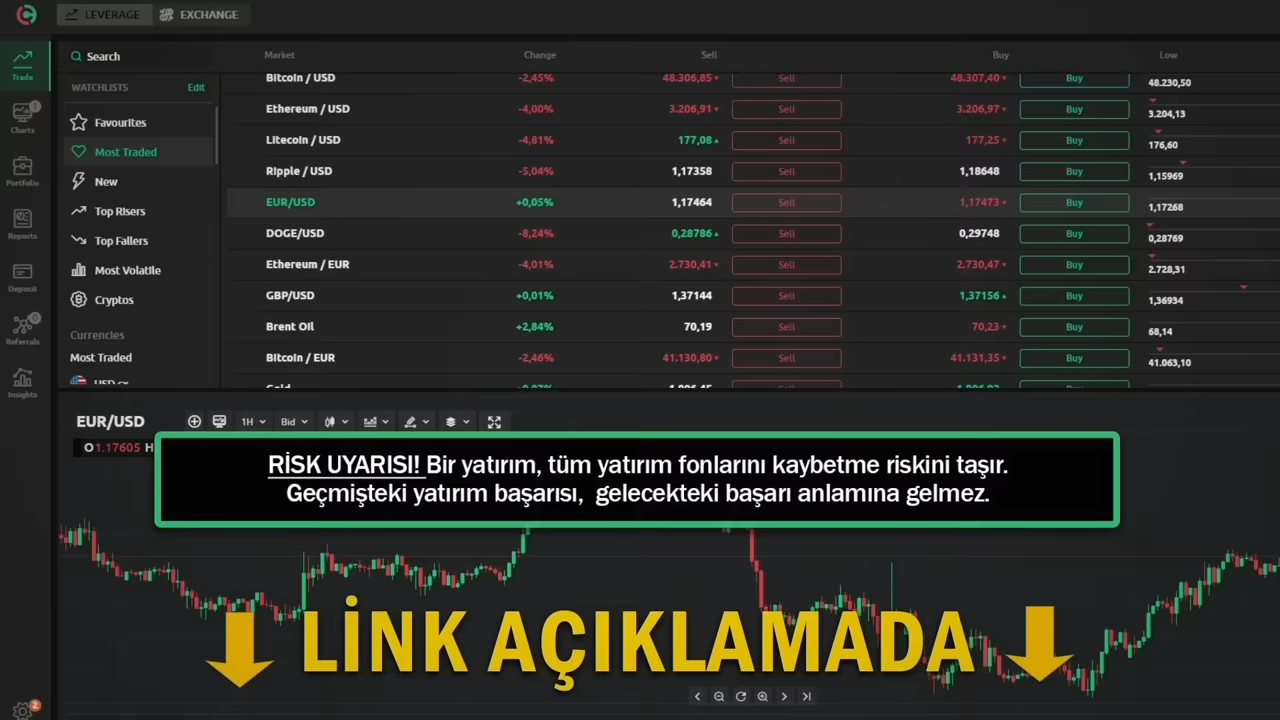 LEVERAGE EXCHANGE
Trade
Charts 1
Portfolio
Reports
Deposit
Referrals 0
Insights
2
Search
WATCHLISTS Edit
Favourites
Most Traded
New
Top Risers
Top Fallers
Most Volatile
Cryptos
Currencies
Most Traded
Market Change Sell Buy Low
Bitcoin / USD -2,45% 48.306,85 Sell 48.307,40 Buy 48.230,50
Ethereum / USD -4,00% 3.206,91 Sell 3.206,97 Buy 3.204,13
Litecoin / USD -4,81% 177,08 Sell 177,25 Buy 176,60
Ripple / USD -5,04% 1,17358 Sell 1,18648 Buy 1,15969
EUR/USD +0,05% 1,17464 Sell 1,17473 Buy 1,17268
DOGE/USD -8,24% 0,28786 Sell 0,29748 Buy 0,28769
Ethereum / EUR -4,01% 2.730,41 Sell 2.730,47 Buy 2.728,31
GBP/USD +0,01% 1,37144 Sell 1,37156 Buy 1,36934
Brent Oil +2,84% 70,19 Sell 70,23 Buy 68,14
Bitcoin / EUR -2,46% 41.130,80 Sell 41.131,35 Buy 41.063,10
Gold
EUR/USD 1H Bid
O1.17605 H
RİSK UYARISI! Bir yatırım, tüm yatırım fonlarını kaybetme riskini taşır.
Geçmişteki yatırım başarısı, gelecekteki başarı anlamına gelmez.
LİNK AÇIKLAMADA